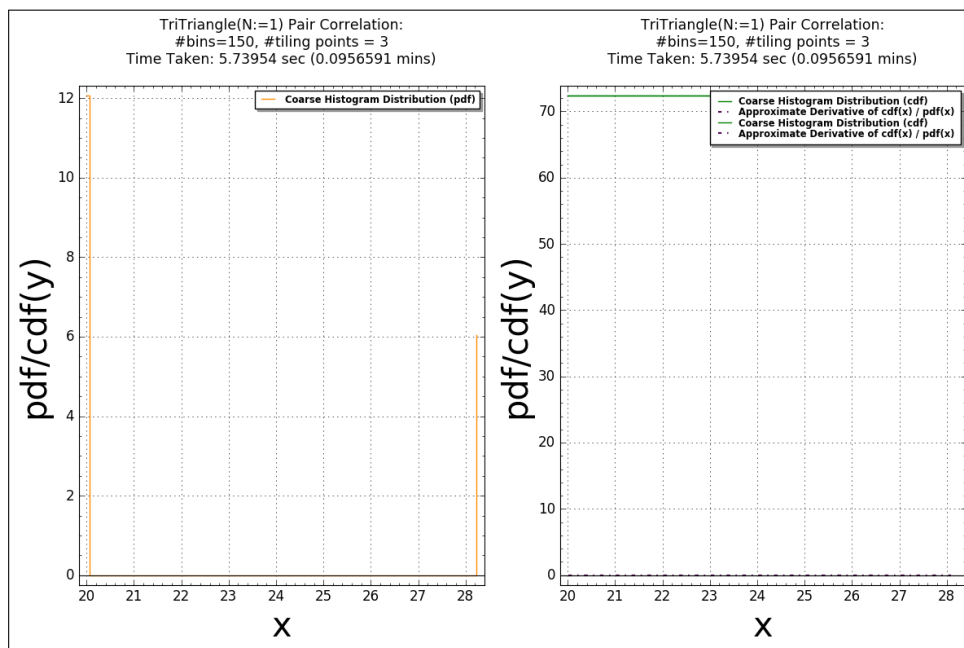 TriTriangle(N:=1) Pair Correlation:
#bins=150, #tiling points = 3
Time Taken: 5.73954 sec (0.0956591 mins)
Coarse Histogram Distribution (pdf)
12
10
8
6
4
2
0
pdf/cdf(y)
20 21 22 23 24 25 26 27 28
x
TriTriangle(N:=1) Pair Correlation:
#bins=150, #tiling points = 3
Time Taken: 5.73954 sec (0.0956591 mins)
Coarse Histogram Distribution (cdf)
Approximate Derivative of cdf(x) / pdf(x)
Coarse Histogram Distribution (cdf)
Approximate Derivative of cdf(x) / pdf(x)
70
60
50
40
30
20
10
0
pdf/cdf(y)
20 21 22 23 24 25 26 27 28
x